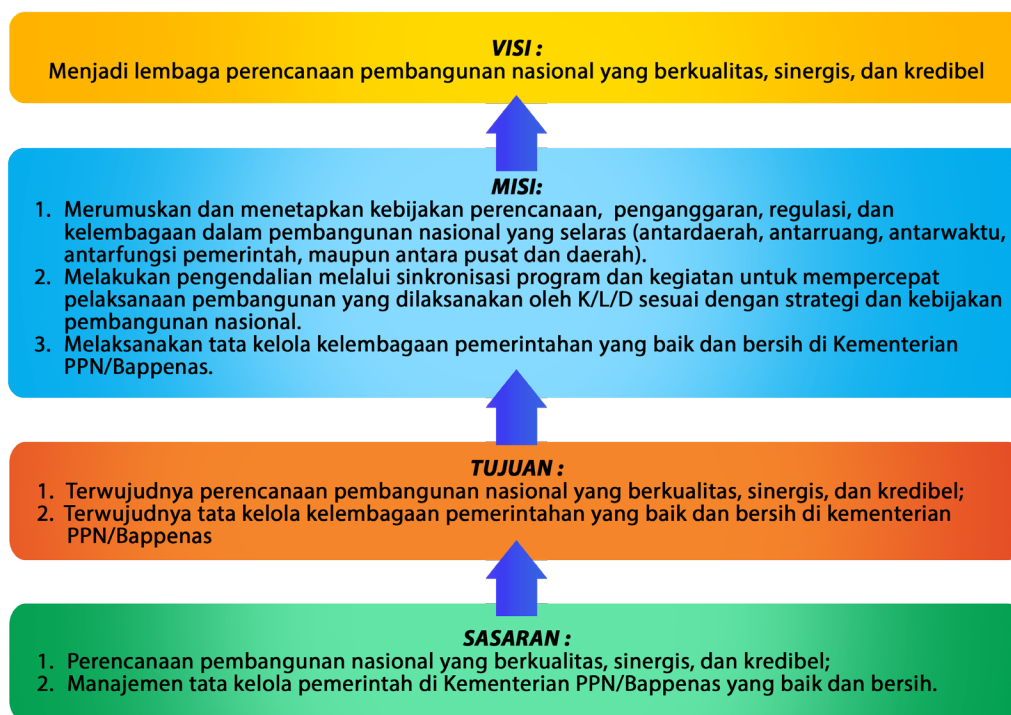 VISI :
Menjadi lembaga perencanaan pembangunan nasional yang berkualitas, sinergis, dan kredibel
MISI:
1. Merumuskan dan menetapkan kebijakan perencanaan, penganggaran, regulasi, dan
kelembagaan dalam pembangunan nasional yang selaras (antardaerah, antarruang, antarwaktu,
antarfungsi pemerintah, maupun antara pusat dan daerah).
2. Melakukan pengendalian melalui sinkronisasi program dan kegiatan untuk mempercepat
pelaksanaan pembangunan yang dilaksanakan oleh K/L/D sesuai dengan strategi dan kebijakan
pembangunan nasional.
3. Melaksanakan tata kelola kelembagaan pemerintahan yang baik dan bersih di Kementerian
PPN/Bappenas.
TUJUAN :
1. Terwujudnya perencanaan pembangunan nasional yang berkualitas, sinergis, dan kredibel;
2. Terwujudnya tata kelola kelembagaan pemerintahan yang baik dan bersih di kementerian
PPN/Bappenas
SASARAN :
1. Perencanaan pembangunan nasional yang berkualitas, sinergis, dan kredibel;
2. Manajemen tata kelola pemerintah di Kementerian PPN/Bappenas yang baik dan bersih.